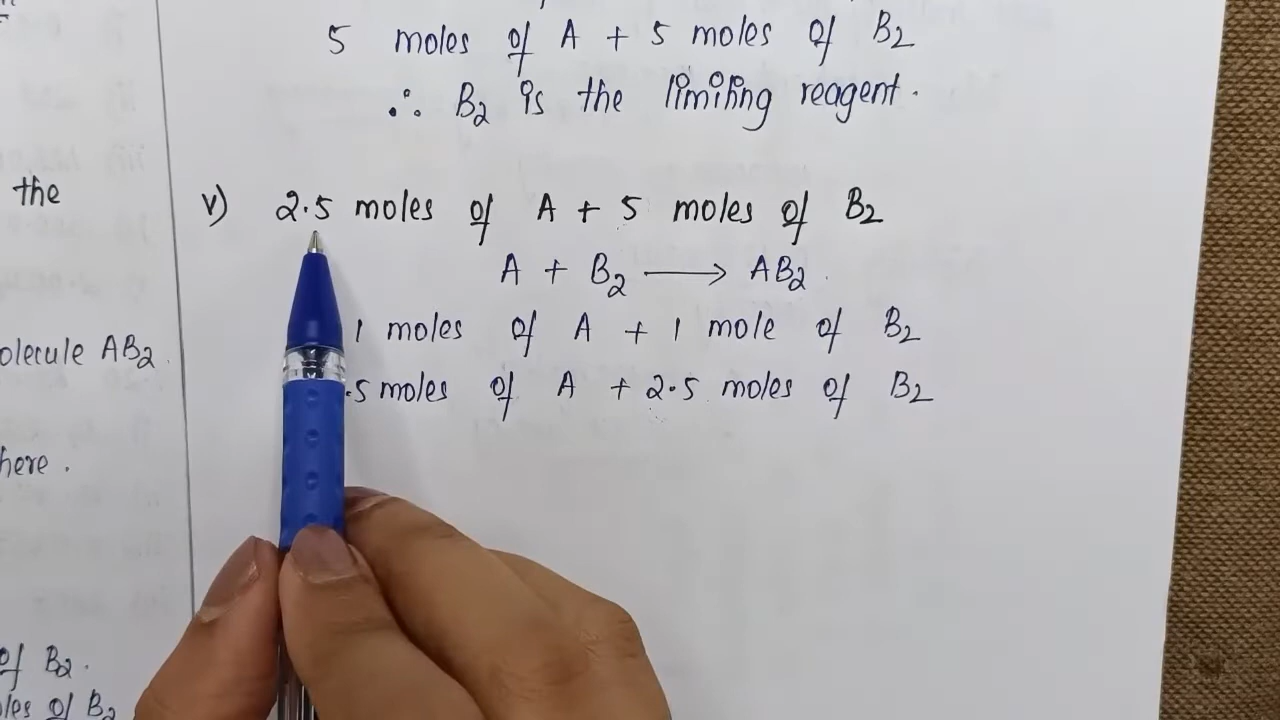 5 moles of A + 5 moles of B2
∴ B2 is the limiting reagent.
the
v) 2.5 moles of A + 5 moles of B2
A + B2 ⟶ AB2
1 moles of A + 1 mole of B2
AB2.
.5 moles of A + 2.5 moles of B2
here.
of B2.
of B2